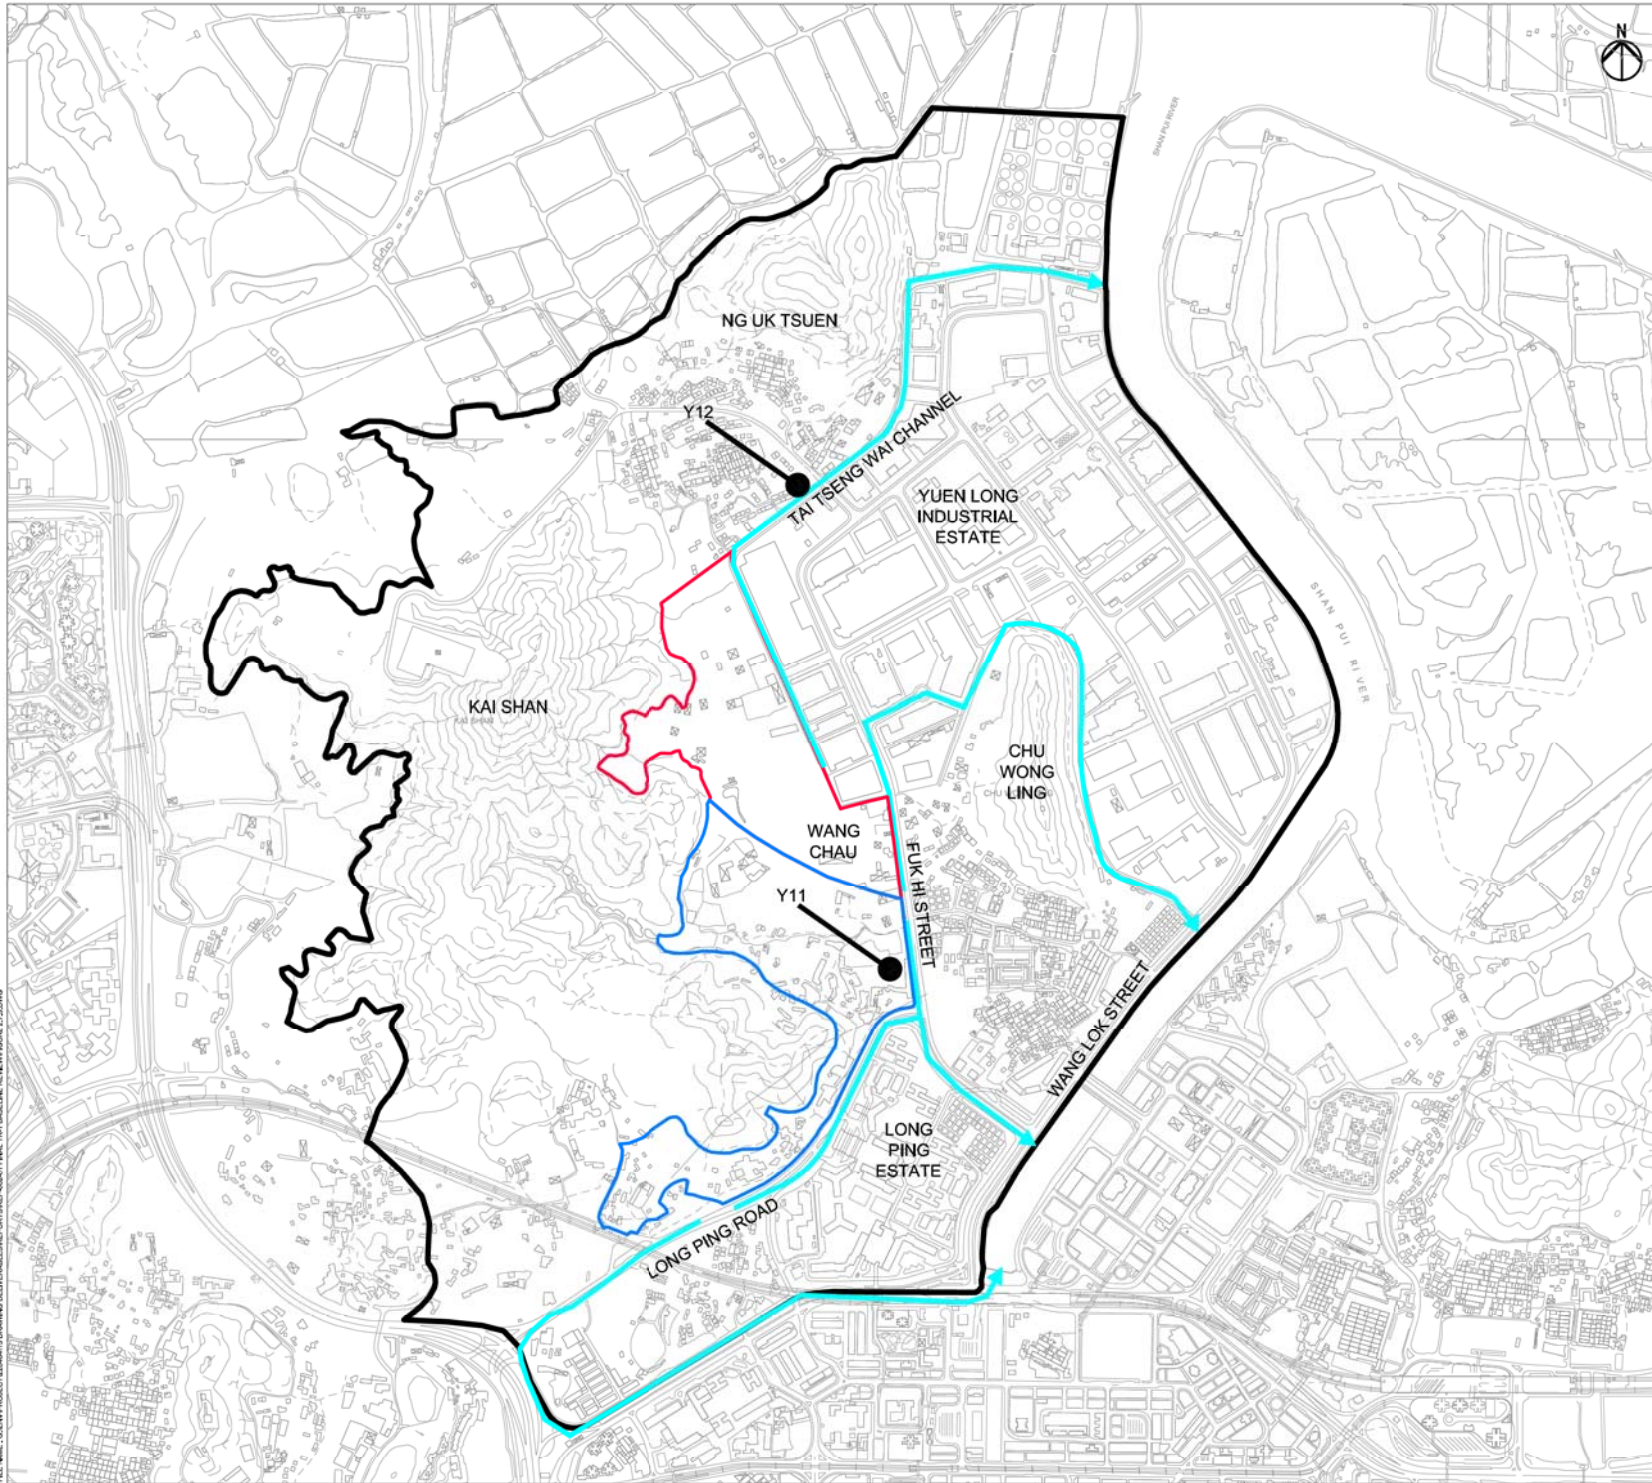 N
SHAN PUI RIVER
NG UK TSUEN
Y12
TAI TSENG WAI CHANNEL
YUEN LONG
INDUSTRIAL
ESTATE
SHAN PUI RIVER
KAI SHAN
KAI SHAN
CHU
WONG
LING
WANG
CHAU
FUK HI STREET
Y11
WANG LOK STREET
LONG
PING
ESTATE
LONG PING ROAD